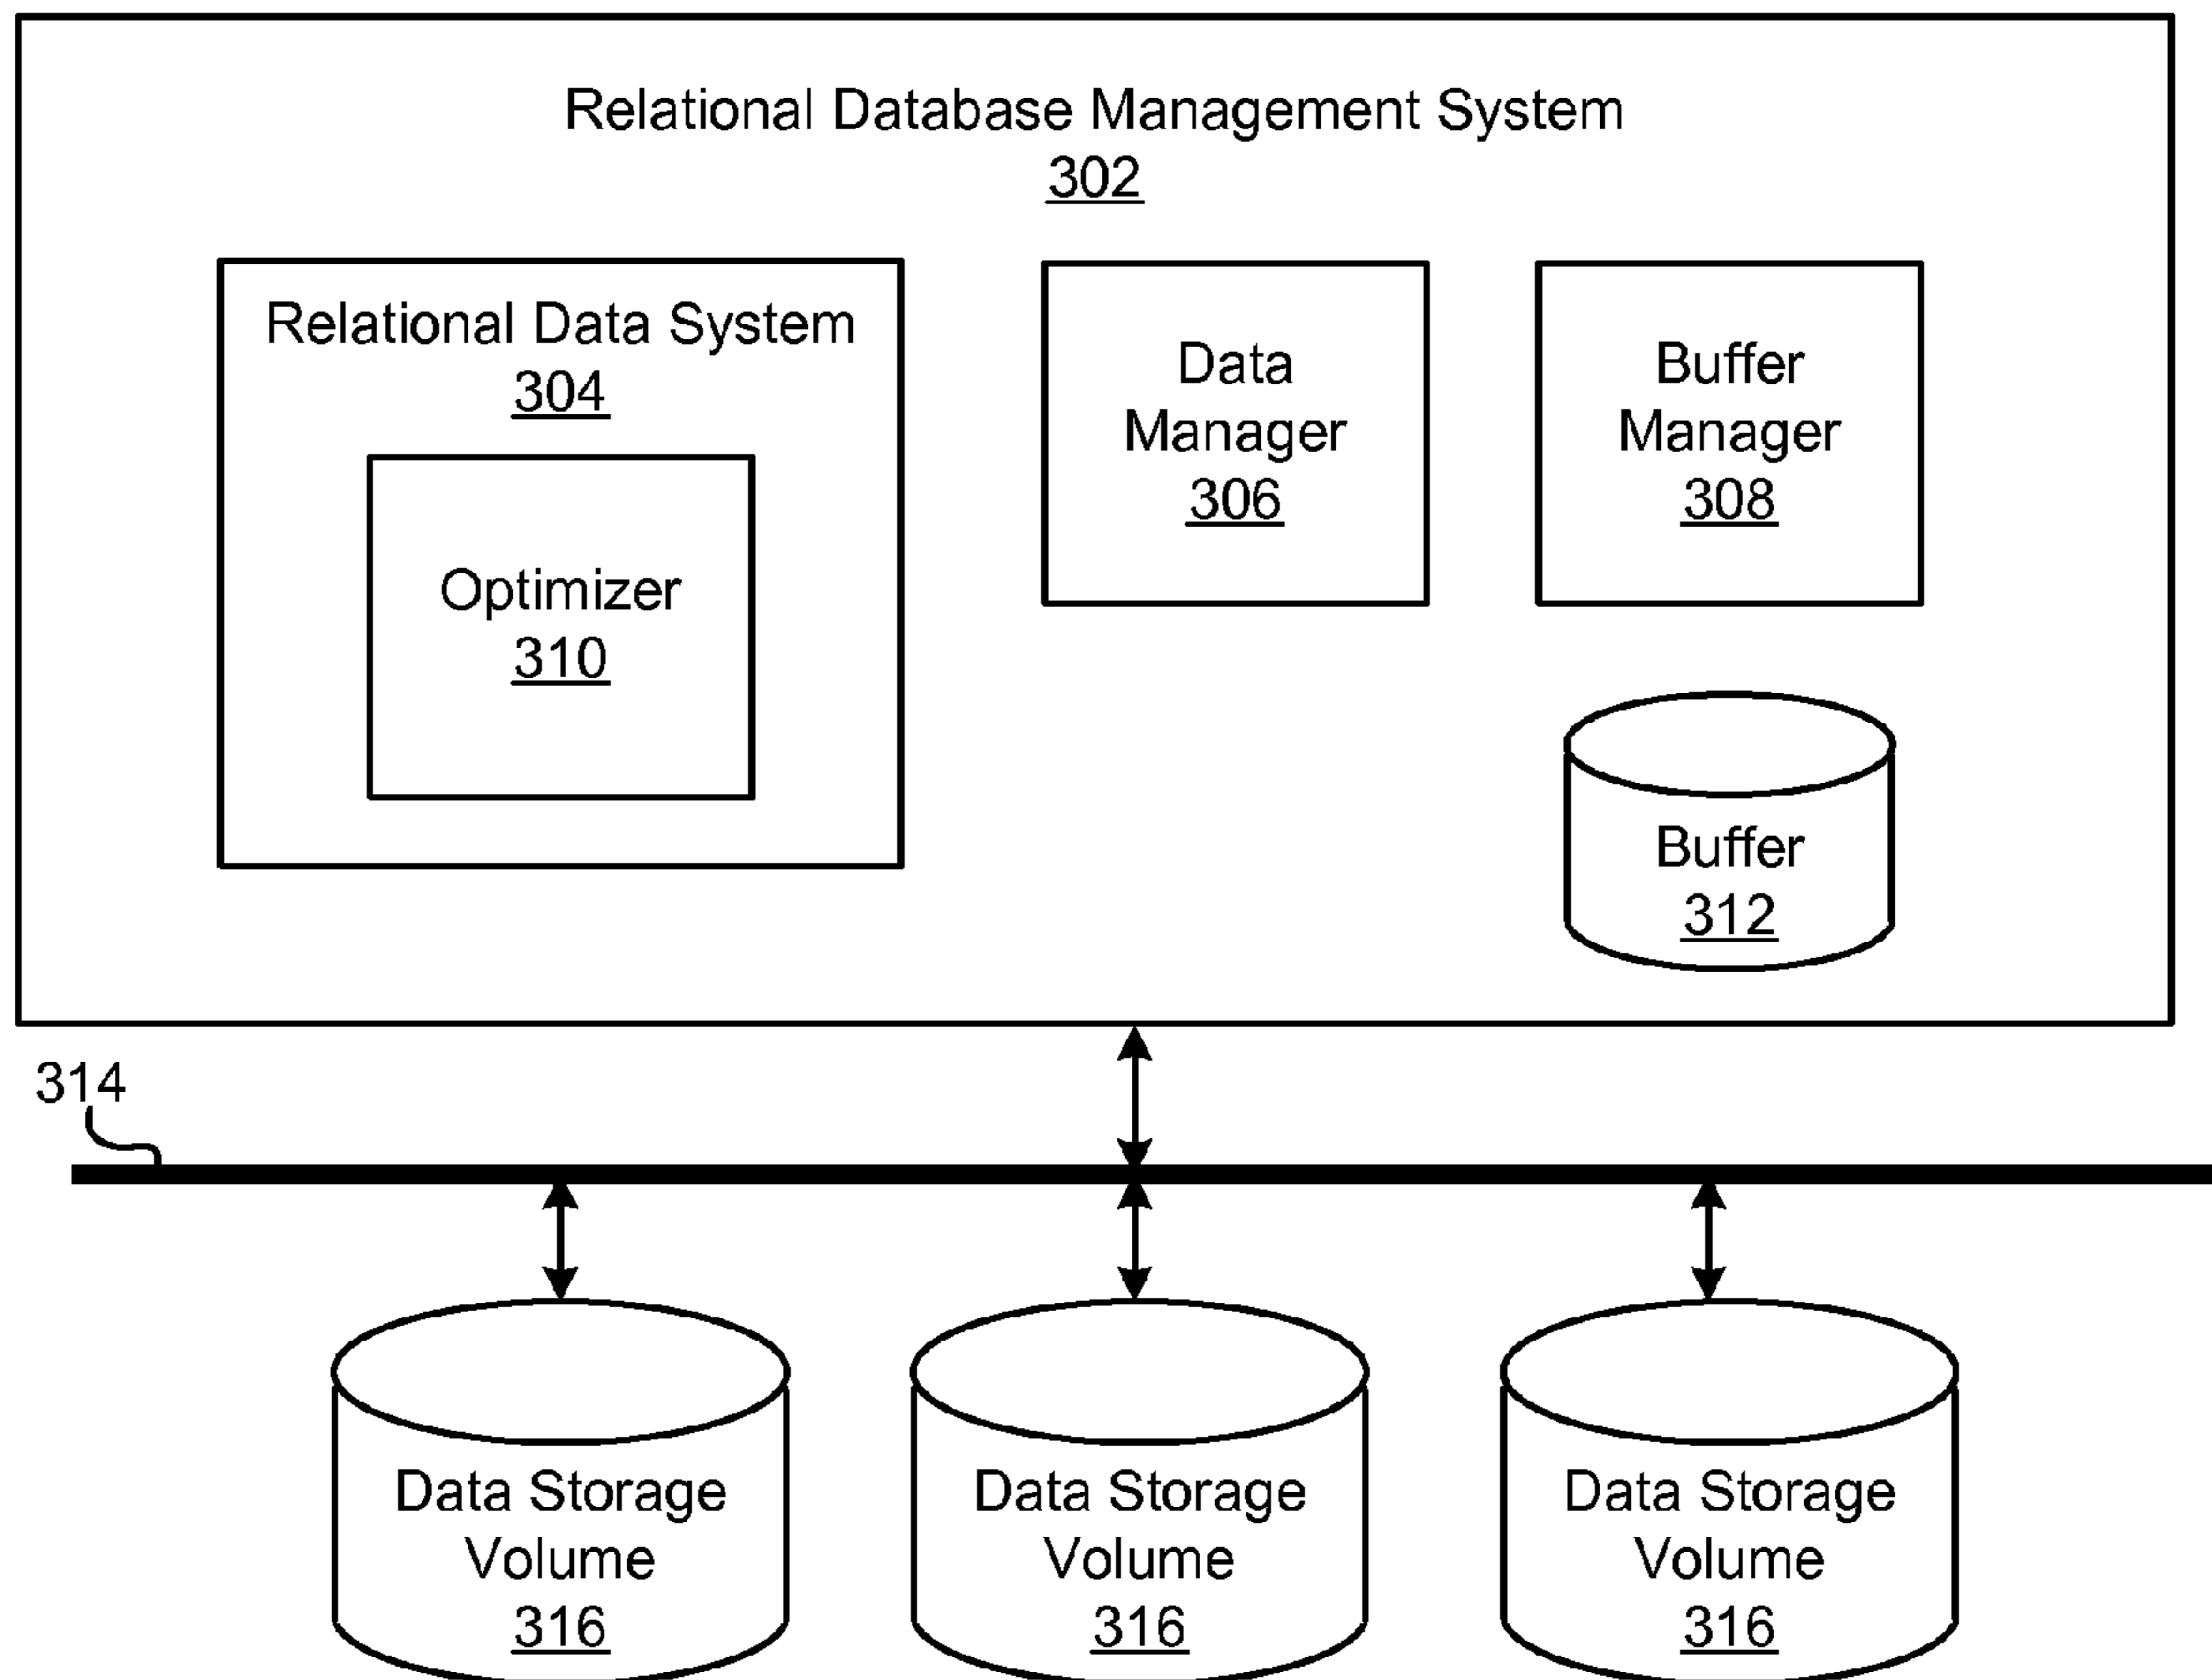 Relational Database Management System
302
Relational Data System
304
Optimizer
310
Data
Manager
306
Buffer
Manager
308
Buffer
312
314
Data Storage
Volume
316
Data Storage
Volume
316
Data Storage
Volume
316